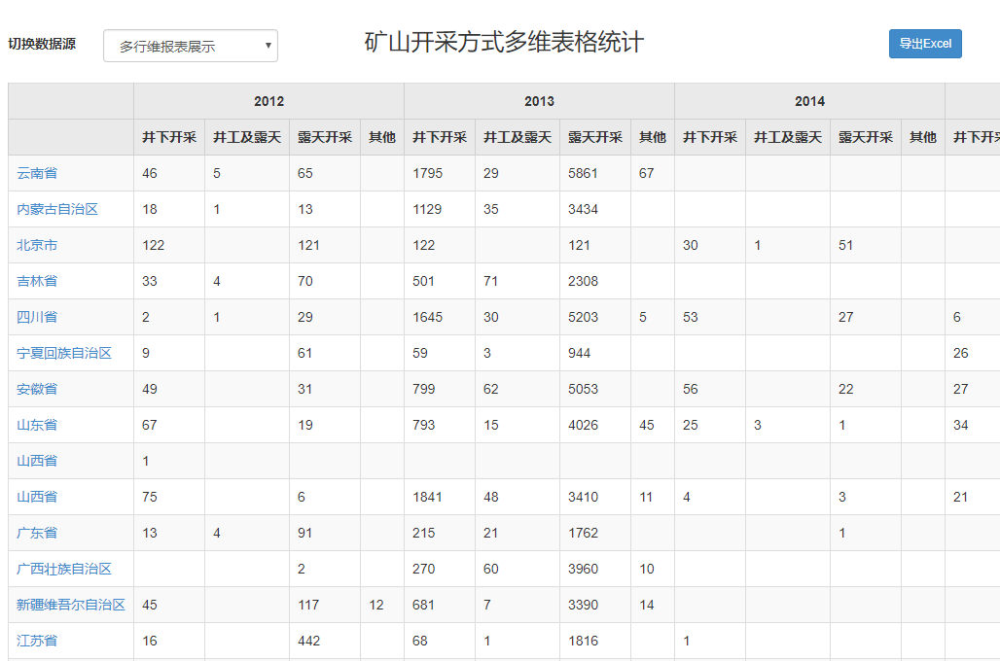 切换数据源 多行维报表展示 矿山开采方式多维表格统计 导出Excel
2012 2013 2014
井下开采 井工及露天 露天开采 其他 井下开采 井工及露天 露天开采 其他 井下开采 井工及露天 露天开采 其他 井下开采
云南省 46 5 65 1795 29 5861 67
内蒙古自治区 18 1 13 1129 35 3434
北京市 122 121 122 121 30 1 51
吉林省 33 4 70 501 71 2308
四川省 2 1 29 1645 30 5203 5 53 27 6
宁夏回族自治区 9 61 59 3 944 26
安徽省 49 31 799 62 5053 56 22 27
山东省 67 19 793 15 4026 45 25 3 1 34
山西省 1
山西省 75 6 1841 48 3410 11 4 3 21
广东省 13 4 91 215 21 1762 1
广西壮族自治区 2 270 60 3960 10
新疆维吾尔自治区 45 117 12 681 7 3390 14
江苏省 16 442 68 1 1816 1